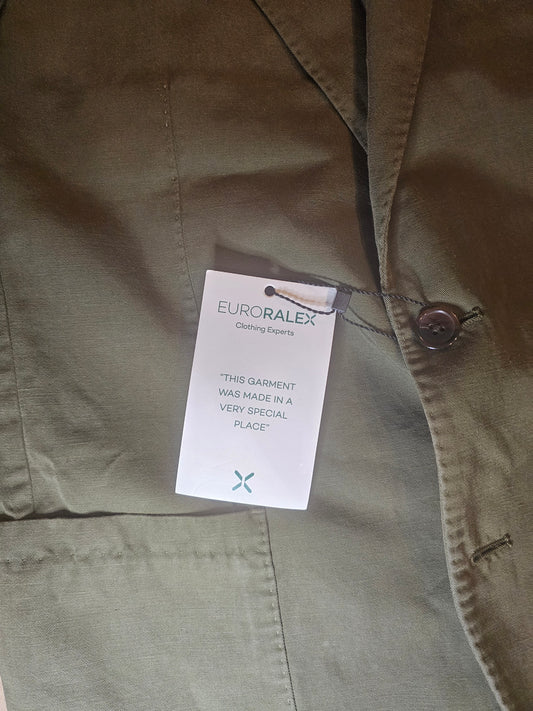 EURORALEX
Clothing Experts
"THIS GARMENT
WAS MADE IN A
VERY SPECIAL
PLACE"